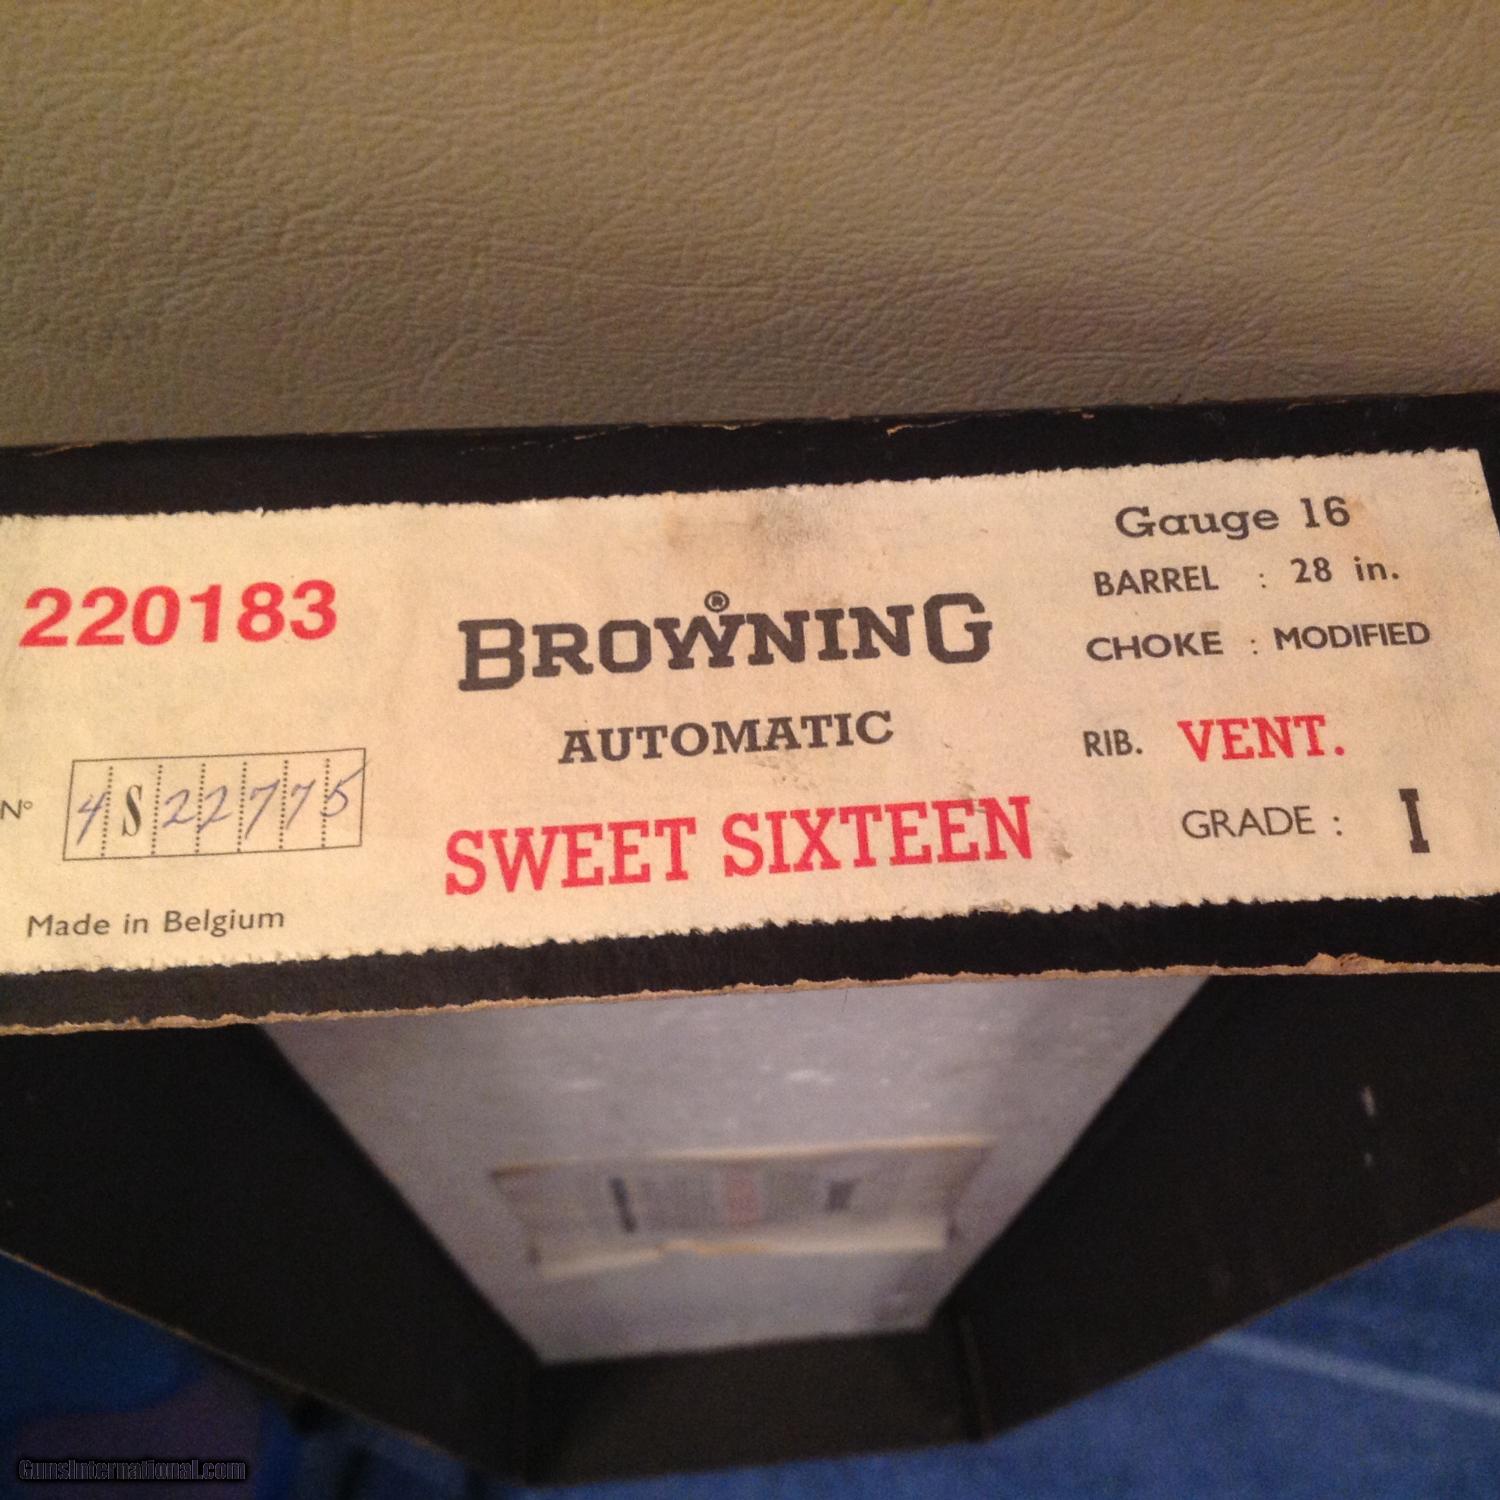 220183
N° 4S22775
Made in Belgium
BROWNING®
AUTOMATIC
SWEET SIXTEEN
Gauge 16
BARREL : 28 in.
CHOKE : MODIFIED
RIB. VENT.
GRADE : I
GunsInternational.com